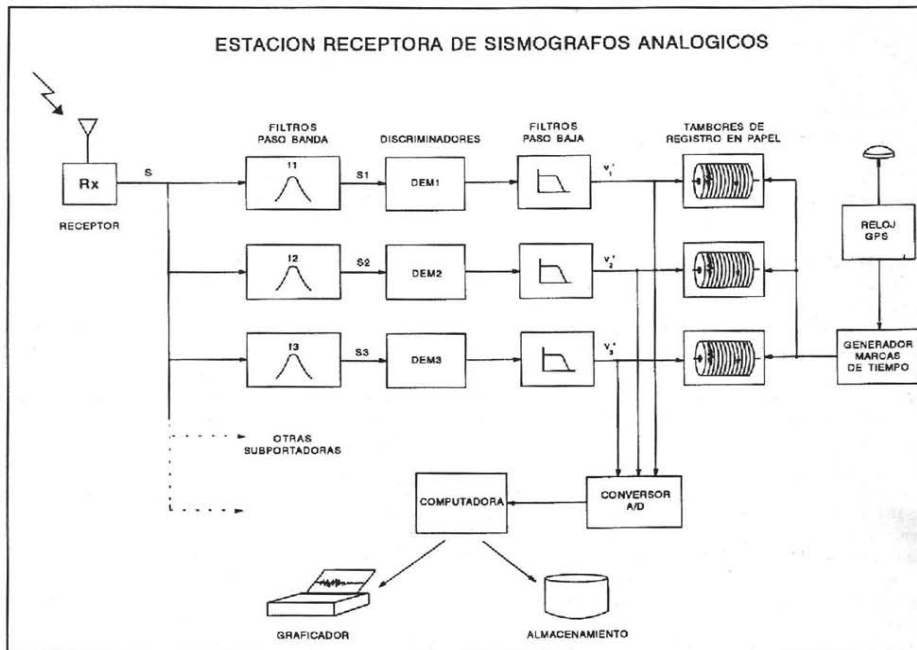 ESTACION RECEPTORA DE SISMOGRAFOS ANALOGICOS
FILTROS
PASO BANDA
DISCRIMINADORES
FILTROS
PASO BAJA
TAMBORES DE
REGISTRO EN PAPEL
Rx
RECEPTOR
S
f1
S1
DEM1
V1'
RELOJ
GPS
f2
S2
DEM2
V2'
f3
S3
DEM3
V3'
GENERADOR
MARCAS
DE TIEMPO
OTRAS
SUBPORTADORAS
COMPUTADORA
CONVERSOR
A/D
GRAFICADOR
ALMACENAMIENTO